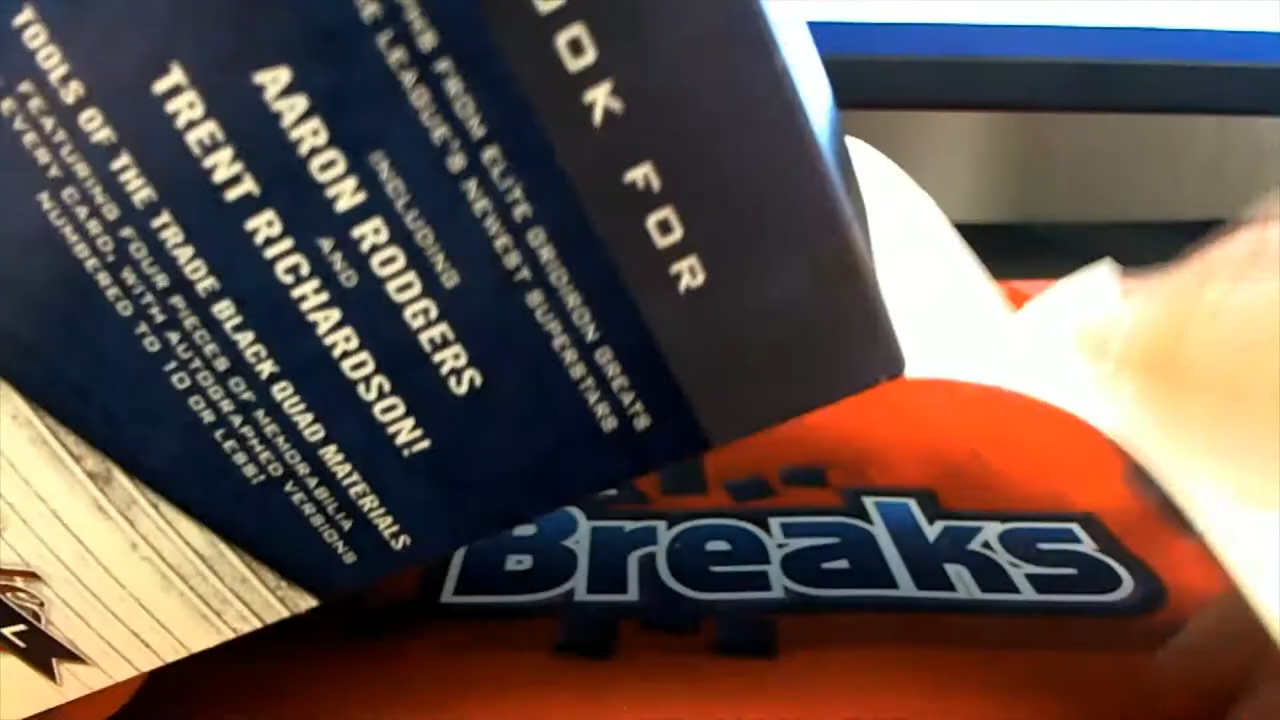 OOK FOR
PHS FROM ELITE GRIDIRON GREATS
E LEAGUE'S NEWEST SUPERSTARS
INCLUDING
AARON RODGERS
AND
TRENT RICHARDSON!
TOOLS OF THE TRADE BLACK QUAD MATERIALS
FEATURING FOUR PIECES OF MEMORABILIA
EVERY CARD, WITH AUTOGRAPHED VERSIONS
NUMBERED TO 10 OR LESS!
L
Breaks